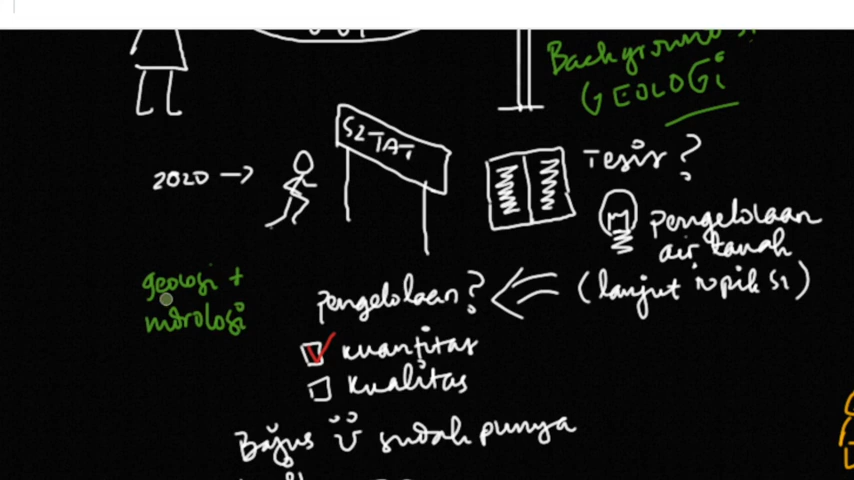 Background
GEOLOGI
S2 TAT
2020 →
Tesis ?
pengelolaan
air tanah
(lanjut topik S1)
pengelolaan?
geologi +
hidrologi
kuantitas
kualitas
Bagus sudah punya